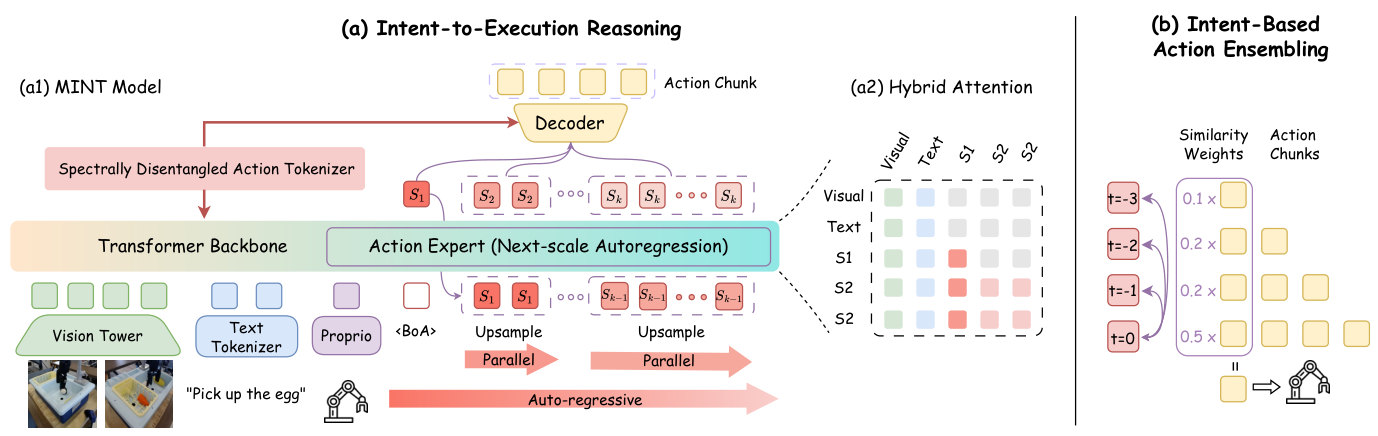 (a) Intent-to-Execution Reasoning
(a1) MINT Model
Action Chunk
Decoder
Spectrally Disentangled Action Tokenizer
S1
S2 S2
Sk Sk Sk
Transformer Backbone
Action Expert (Next-scale Autoregression)
S1 S1
Sk-1 Sk-1 Sk-1
Vision Tower
Text
Tokenizer
Proprio
<BoA>
Upsample
Upsample
Parallel
Parallel
"Pick up the egg"
Auto-regressive
(a2) Hybrid Attention
Visual Text S1 S2 S2
Visual
Text
S1
S2
S2
(b) Intent-Based
Action Ensembling
Similarity
Weights
Action
Chunks
t=-3 0.1 x
t=-2 0.2 x
t=-1 0.2 x
t=0 0.5 x
=